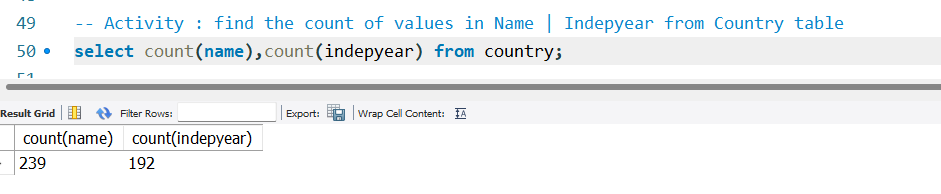 49 -- Activity : find the count of values in Name | Indepyear from Country table
50 select count(name),count(indepyear) from country;
Result Grid Filter Rows: Export: Wrap Cell Content: IA
count(name) count(indepyear)
239 192